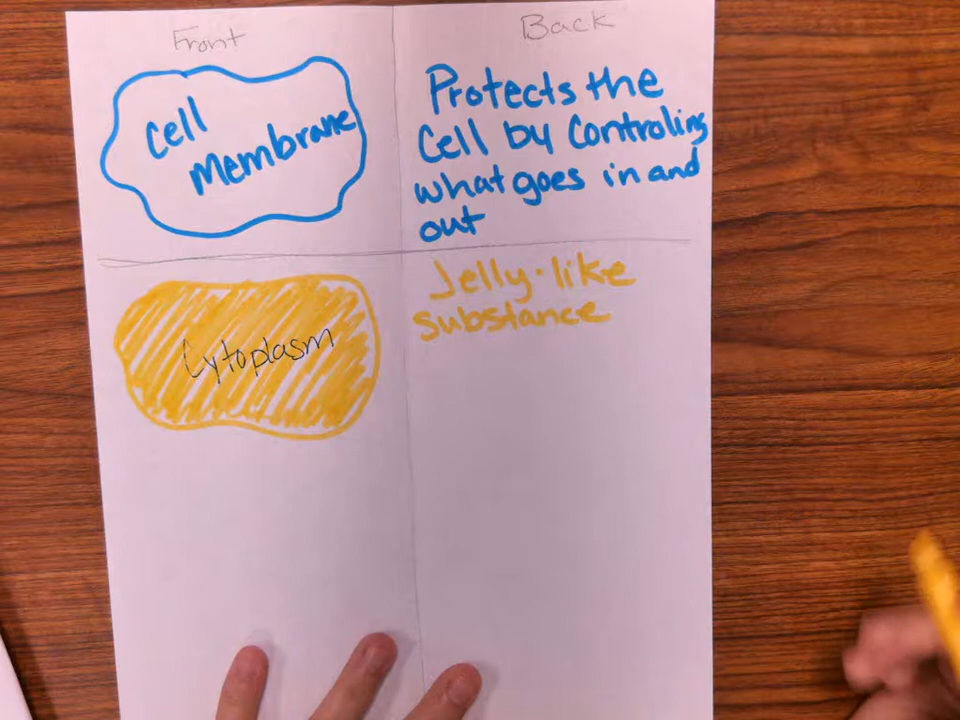 Front
Back
Cell
Membrane
Protects the
Cell by Controling
what goes in and
out
Cytoplasm
Jelly-like
substance